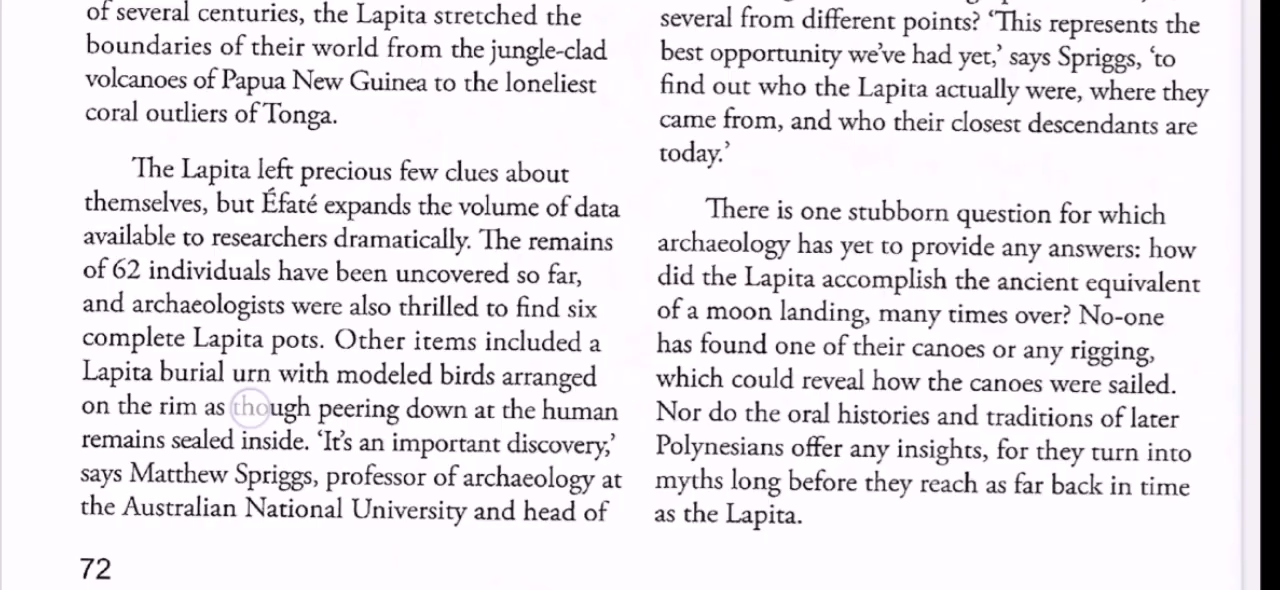 of several centuries, the Lapita stretched the
boundaries of their world from the jungle-clad
volcanoes of Papua New Guinea to the loneliest
coral outliers of Tonga.
The Lapita left precious few clues about
themselves, but Éfaté expands the volume of data
available to researchers dramatically. The remains
of 62 individuals have been uncovered so far,
and archaeologists were also thrilled to find six
complete Lapita pots. Other items included a
Lapita burial urn with modeled birds arranged
on the rim as though peering down at the human
remains sealed inside. ‘It’s an important discovery,’
says Matthew Spriggs, professor of archaeology at
the Australian National University and head of
72
several from different points? ‘This represents the
best opportunity we’ve had yet,’ says Spriggs, ‘to
find out who the Lapita actually were, where they
came from, and who their closest descendants are
today.’
There is one stubborn question for which
archaeology has yet to provide any answers: how
did the Lapita accomplish the ancient equivalent
of a moon landing, many times over? No-one
has found one of their canoes or any rigging,
which could reveal how the canoes were sailed.
Nor do the oral histories and traditions of later
Polynesians offer any insights, for they turn into
myths long before they reach as far back in time
as the Lapita.